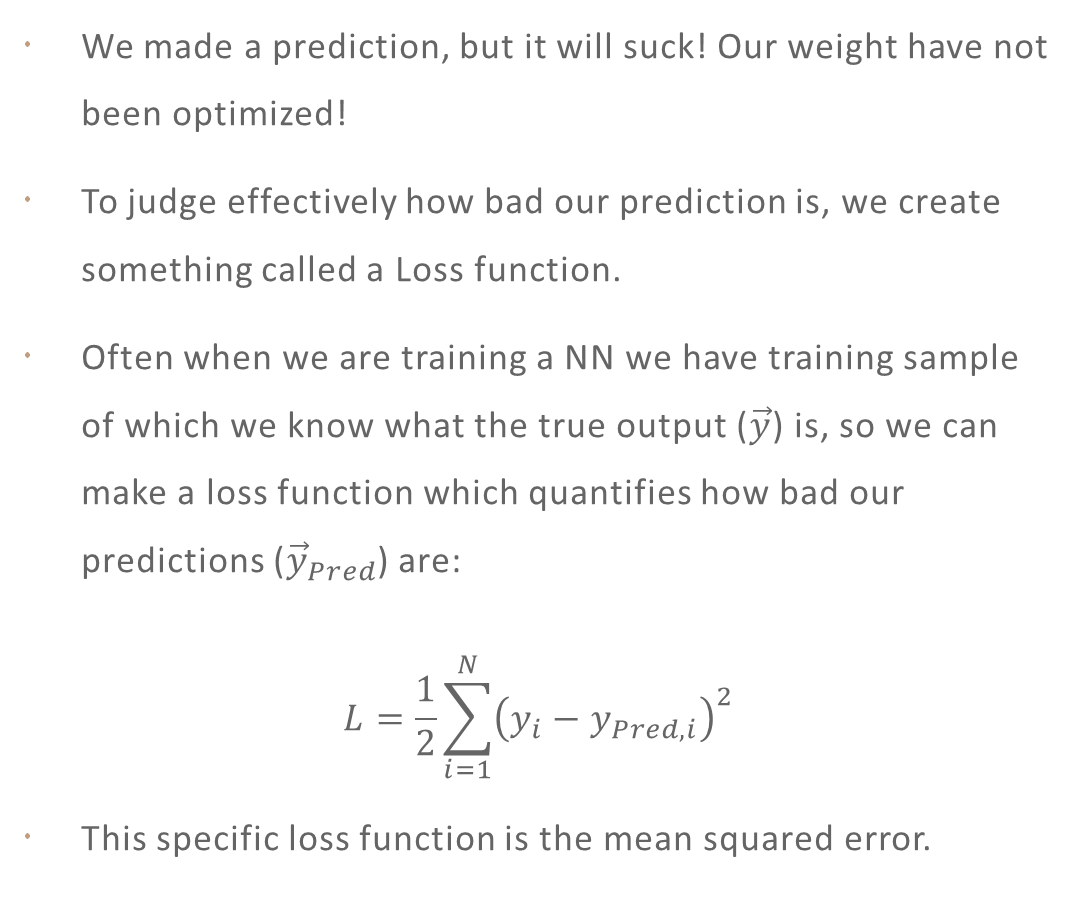 · We made a prediction, but it will suck! Our weight have not
been optimized!
· To judge effectively how bad our prediction is, we create
something called a Loss function.
· Often when we are training a NN we have training sample
of which we know what the true output (\vec{y}) is, so we can
make a loss function which quantifies how bad our
predictions (\vec{y}_{Pred}) are:
L = \frac{1}{2} \sum_{i=1}^{N} (y_i - y_{Pred,i})^2
· This specific loss function is the mean squared error.